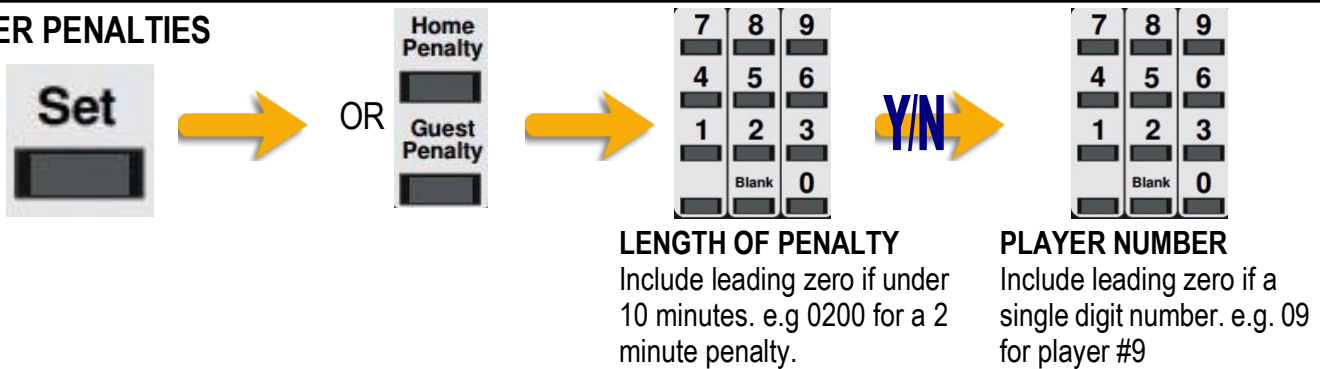 ER PENALTIES
Set
OR
Home
Penalty
Guest
Penalty
7 8 9
4 5 6
1 2 3
Blank 0
Y/N
7 8 9
4 5 6
1 2 3
Blank 0
LENGTH OF PENALTY
Include leading zero if under
10 minutes. e.g 0200 for a 2
minute penalty.
PLAYER NUMBER
Include leading zero if a
single digit number. e.g. 09
for player #9